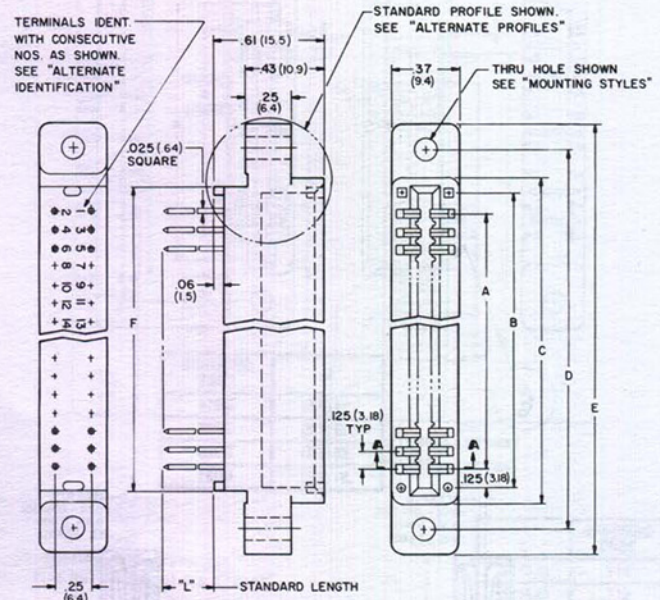 TERMINALS IDENT.
WITH CONSECUTIVE
NOS. AS SHOWN.
SEE "ALTERNATE
IDENTIFICATION"
STANDARD PROFILE SHOWN.
SEE "ALTERNATE PROFILES"
.61 (15.5)
.43 (10.9)
.25
(6.4)
.37
(9.4)
THRU HOLE SHOWN
SEE "MOUNTING STYLES"
.025 (.64)
SQUARE
2 1
4 3
6 5
8 7
10 9
12 11
14 13
.06
(1.5)
F
A
B
C
D
E
.125 (3.18)
TYP
A
A
.125 (3.18)
.25
(6.4)
"L"
STANDARD LENGTH